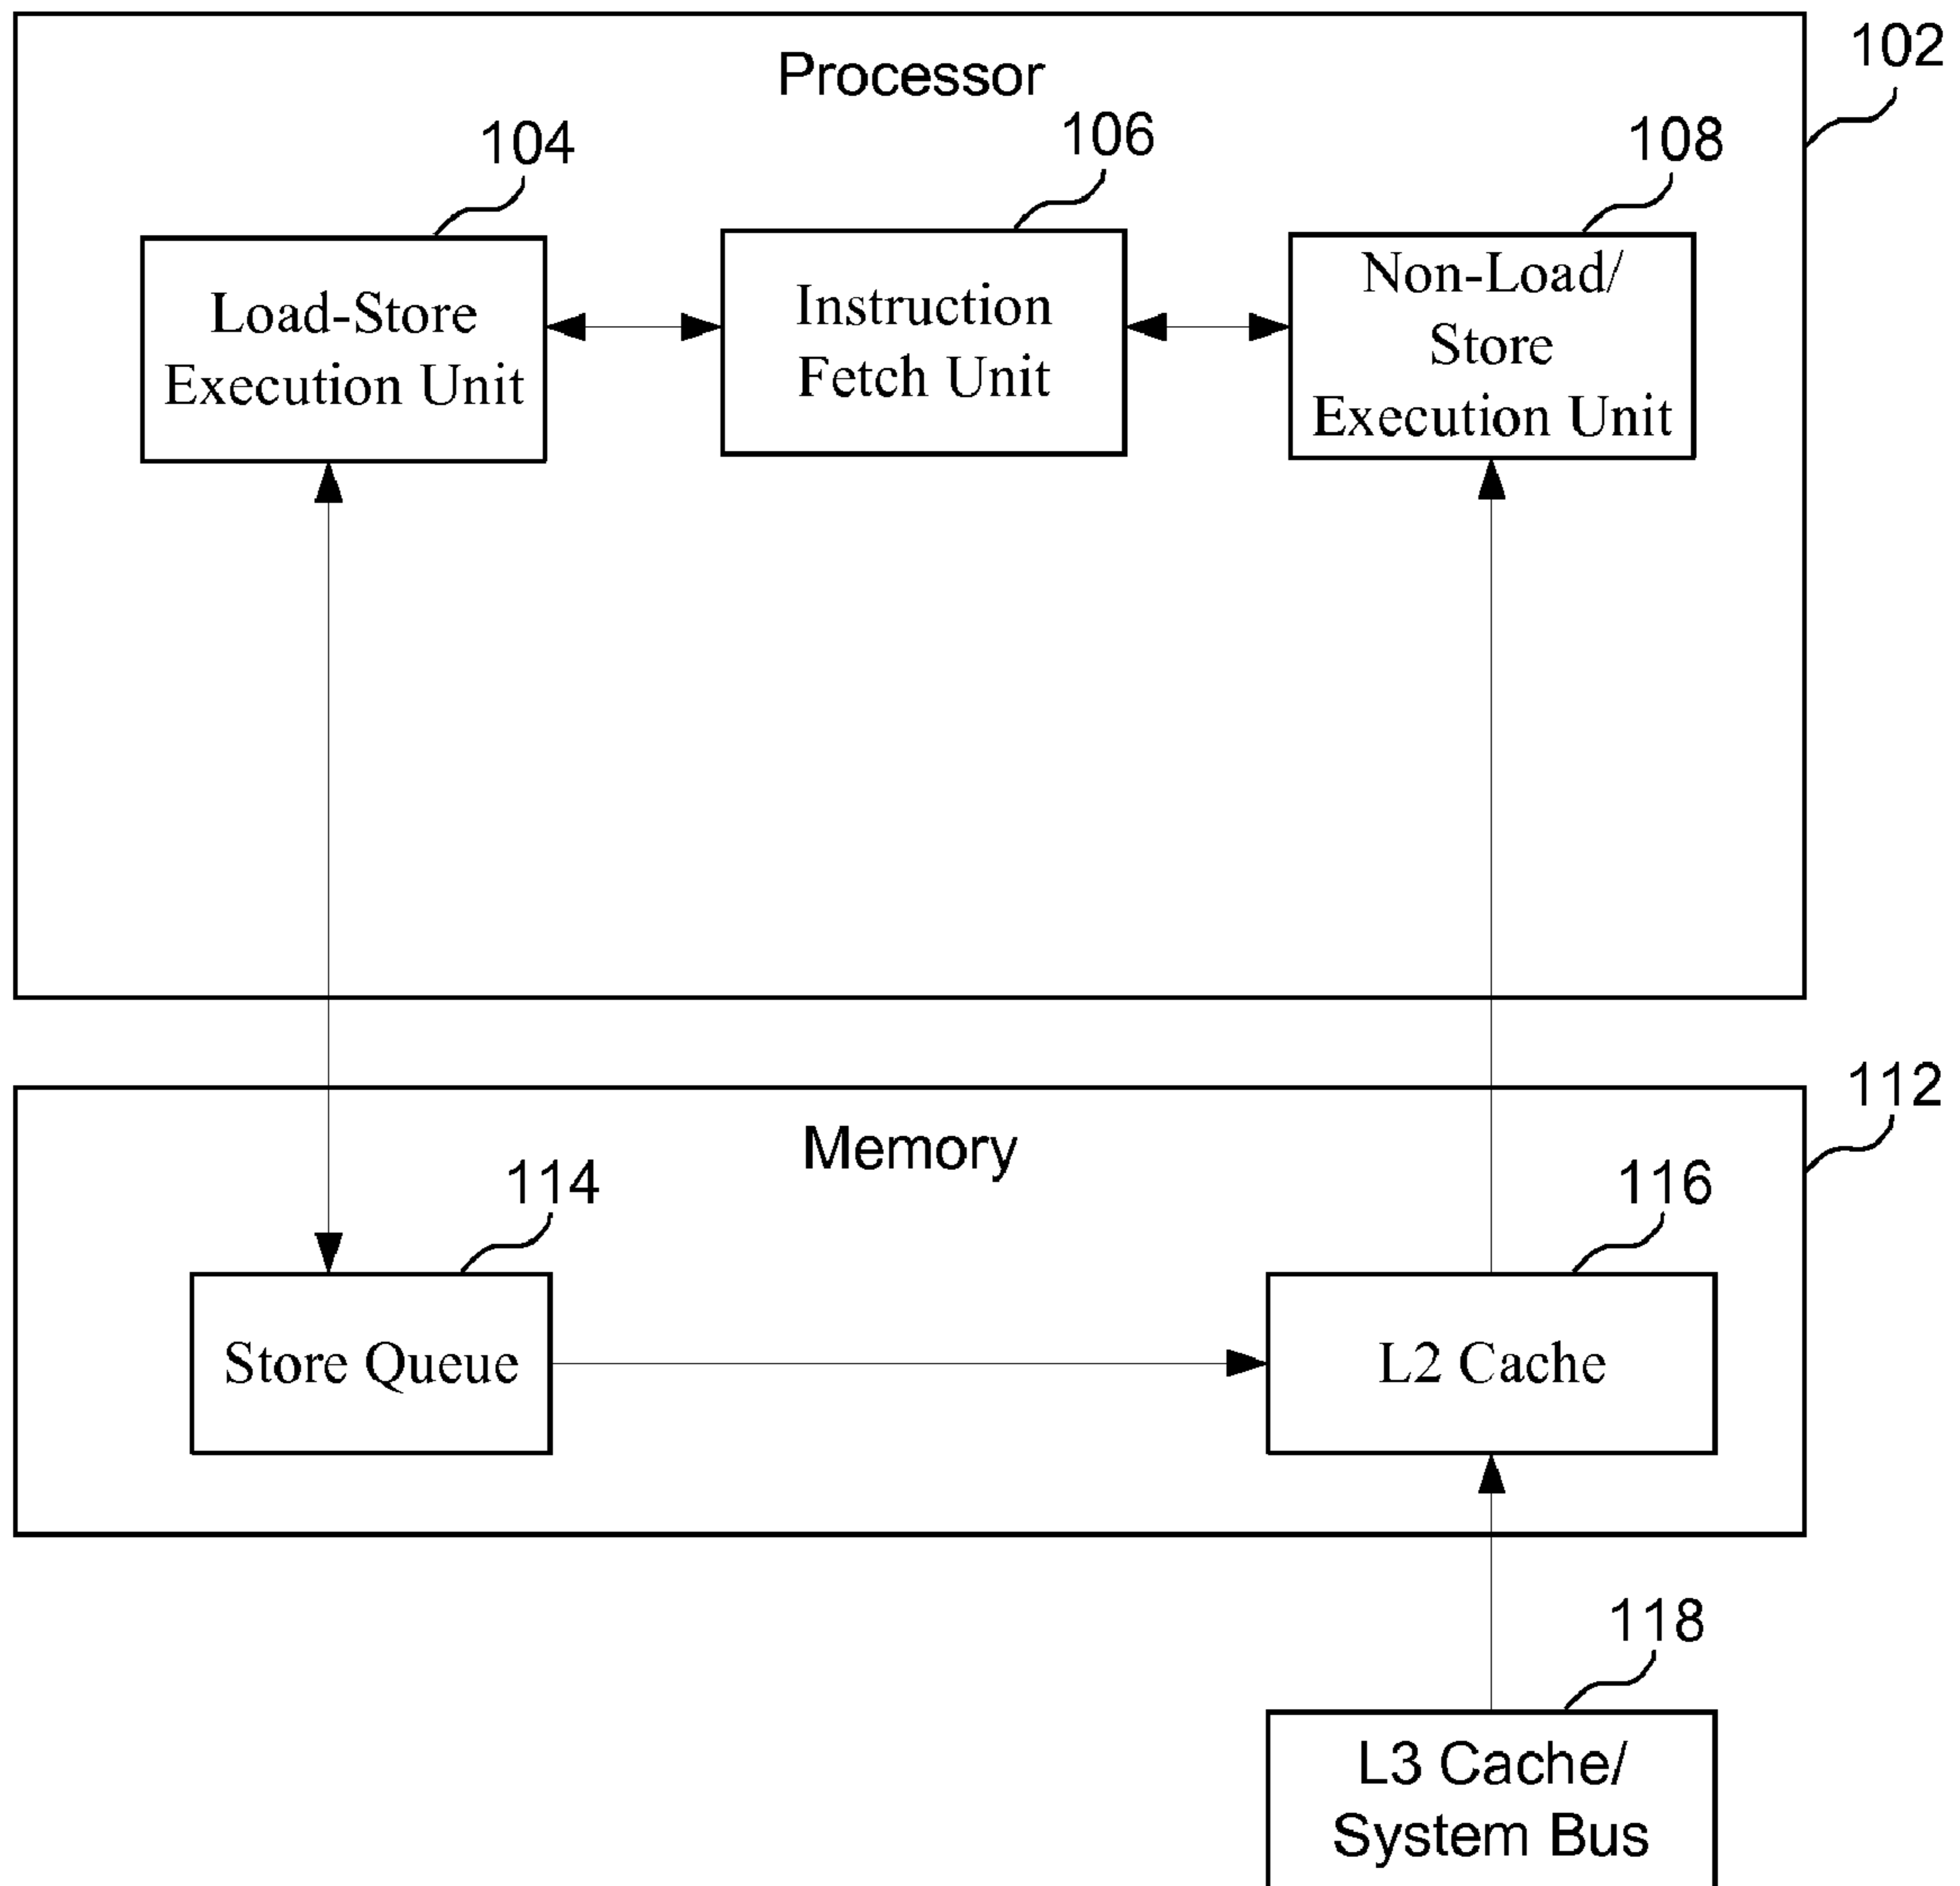 102
Processor
104
106
108
Load-Store
Execution Unit
Instruction
Fetch Unit
Non-Load/
Store
Execution Unit
112
Memory
114
116
Store Queue
L2 Cache
118
L3 Cache/
System Bus